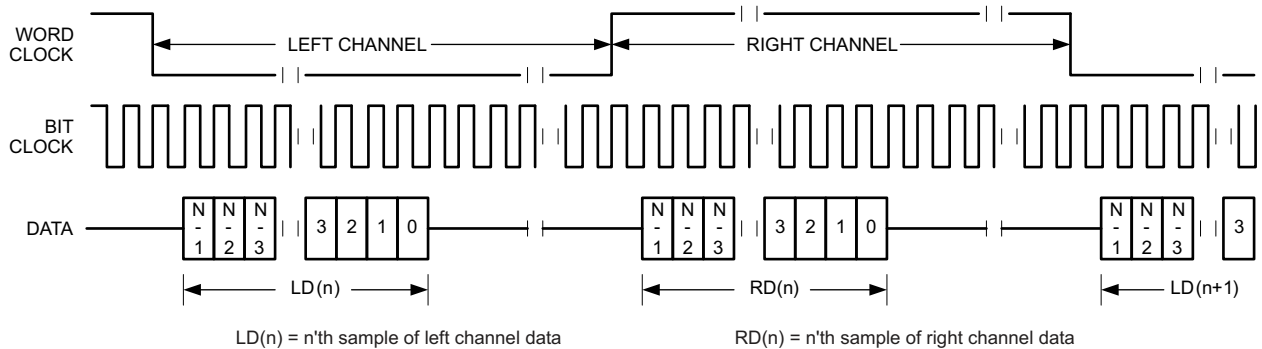 WORD
CLOCK
LEFT CHANNEL
RIGHT CHANNEL
BIT
CLOCK
DATA
N
-
1
N
-
2
N
-
3
3
2
1
0
N
-
1
N
-
2
N
-
3
3
2
1
0
N
-
1
N
-
2
N
-
3
3
LD(n)
RD(n)
LD(n+1)
LD(n) = n'th sample of left channel data
RD(n) = n'th sample of right channel data